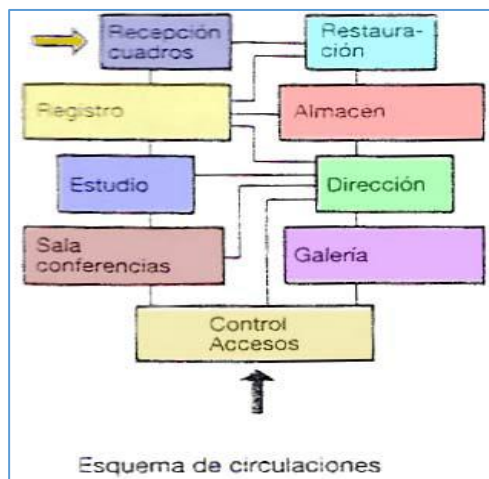 Recepción
cuadros
Restaura-
ción
Registro
Almacen
Estudio
Dirección
Sala
conferencias
Galería
Control
Accesos
Esquema de circulaciones